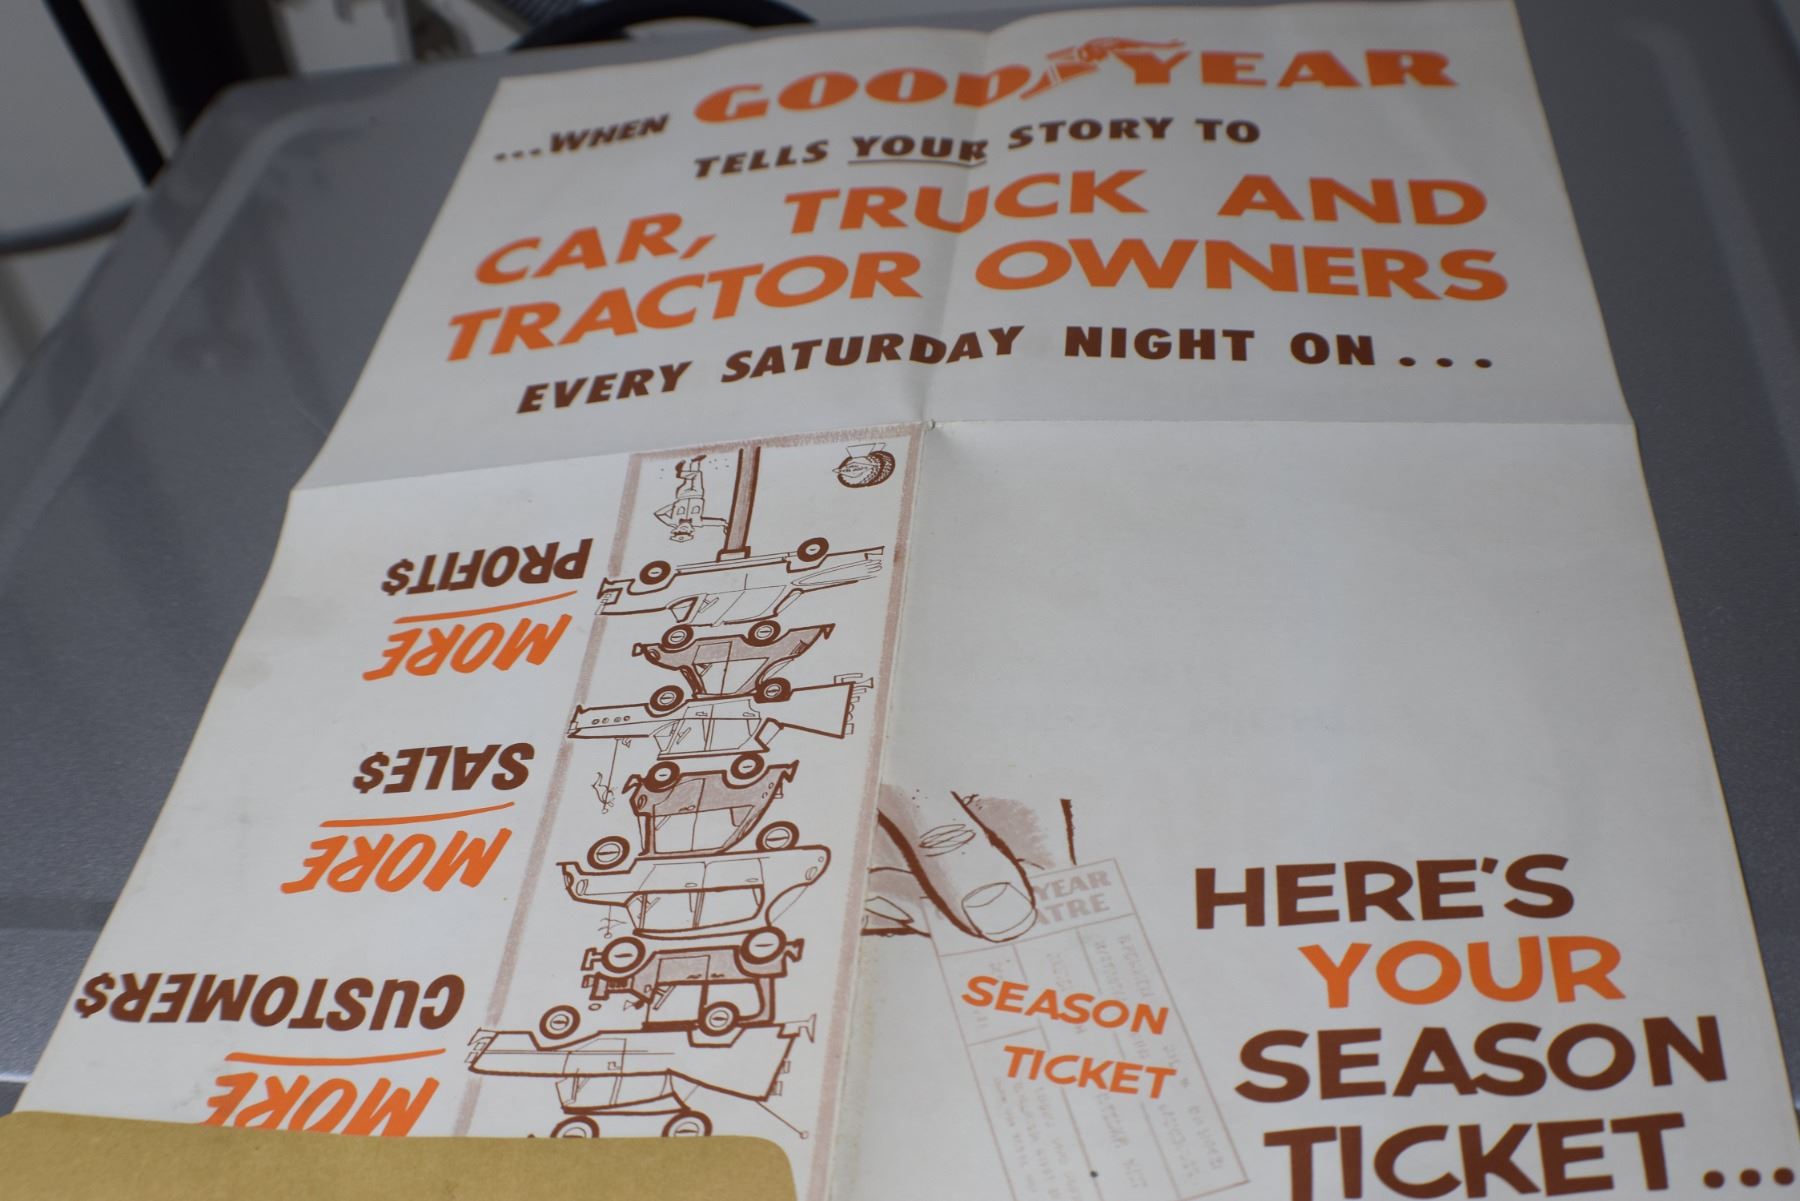 ...WHEN GOODYEAR
TELLS YOUR STORY TO
CAR, TRUCK AND
TRACTOR OWNERS
EVERY SATURDAY NIGHT ON...
MORE
CUSTOMER$
MORE
SALE$
MORE
PROFIT$
YEAR
ATRE
SEASON
TICKET
HERE'S
YOUR
SEASON
TICKET...